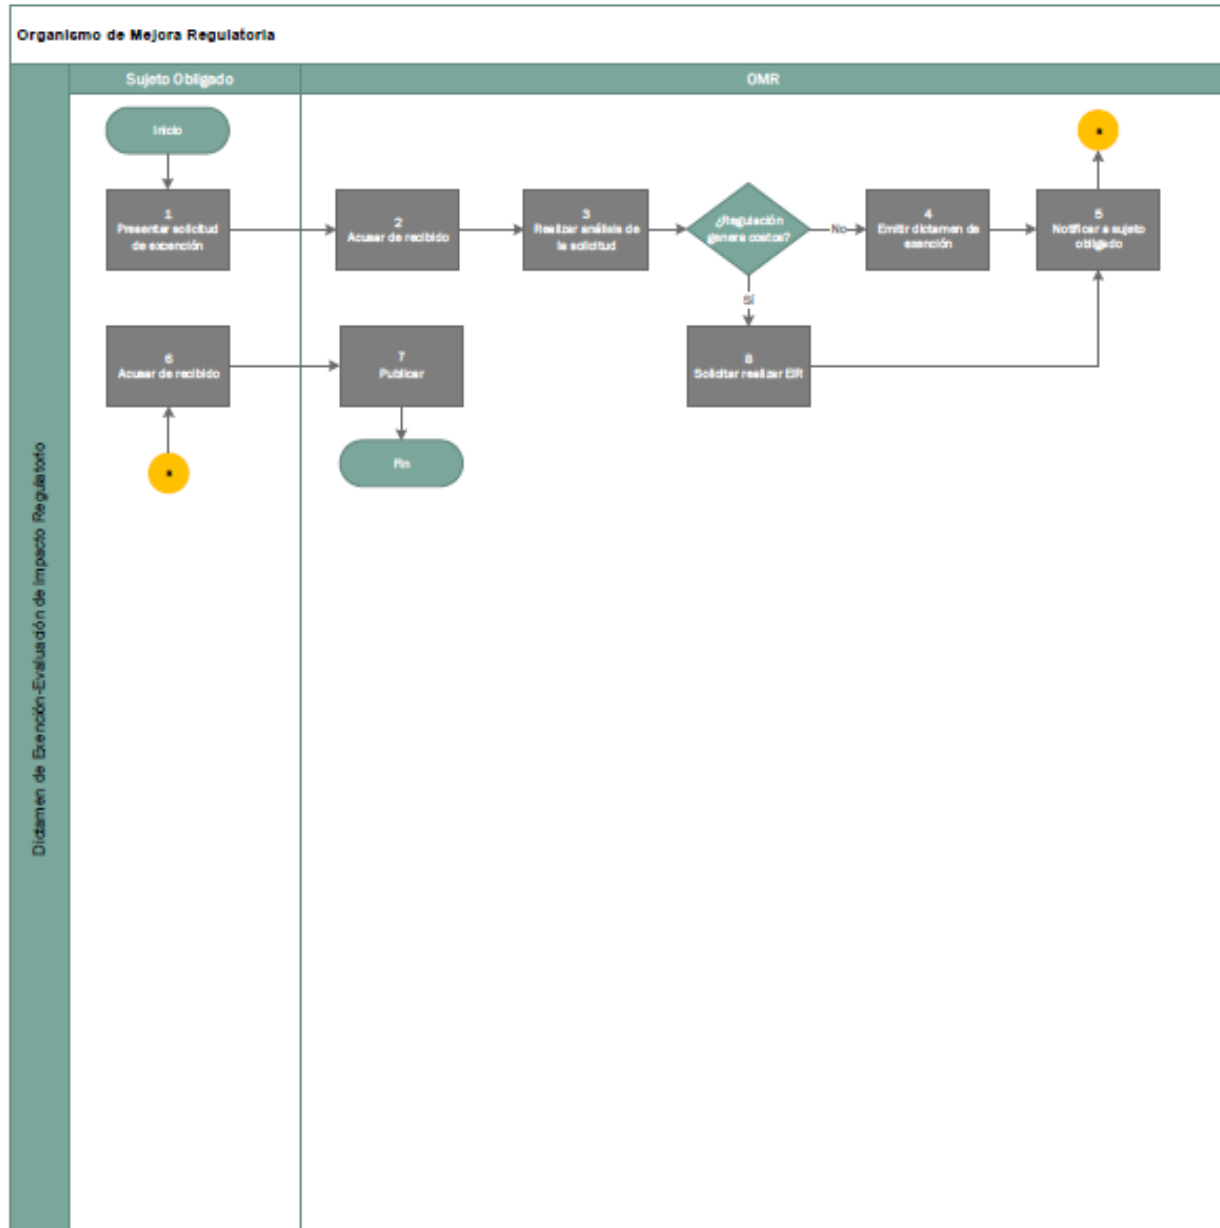 Organismo de Mejora Regulatoria
Sujeto Obligado
OMR
Dictamen de Exención-Evaluación de Impacto Regulatorio
Inicio
a
1
Presentar solicitud
de excención
2
Acusar de recibido
3
Realizar análisis de
la solicitud
¿Regulación
genera costos?
No
4
Emitir dictamen de
exención
5
Notificar a sujeto
obligado
Sí
6
Acusar de recibido
7
Publicar
8
Solicitar realizar EIR
Fin
a